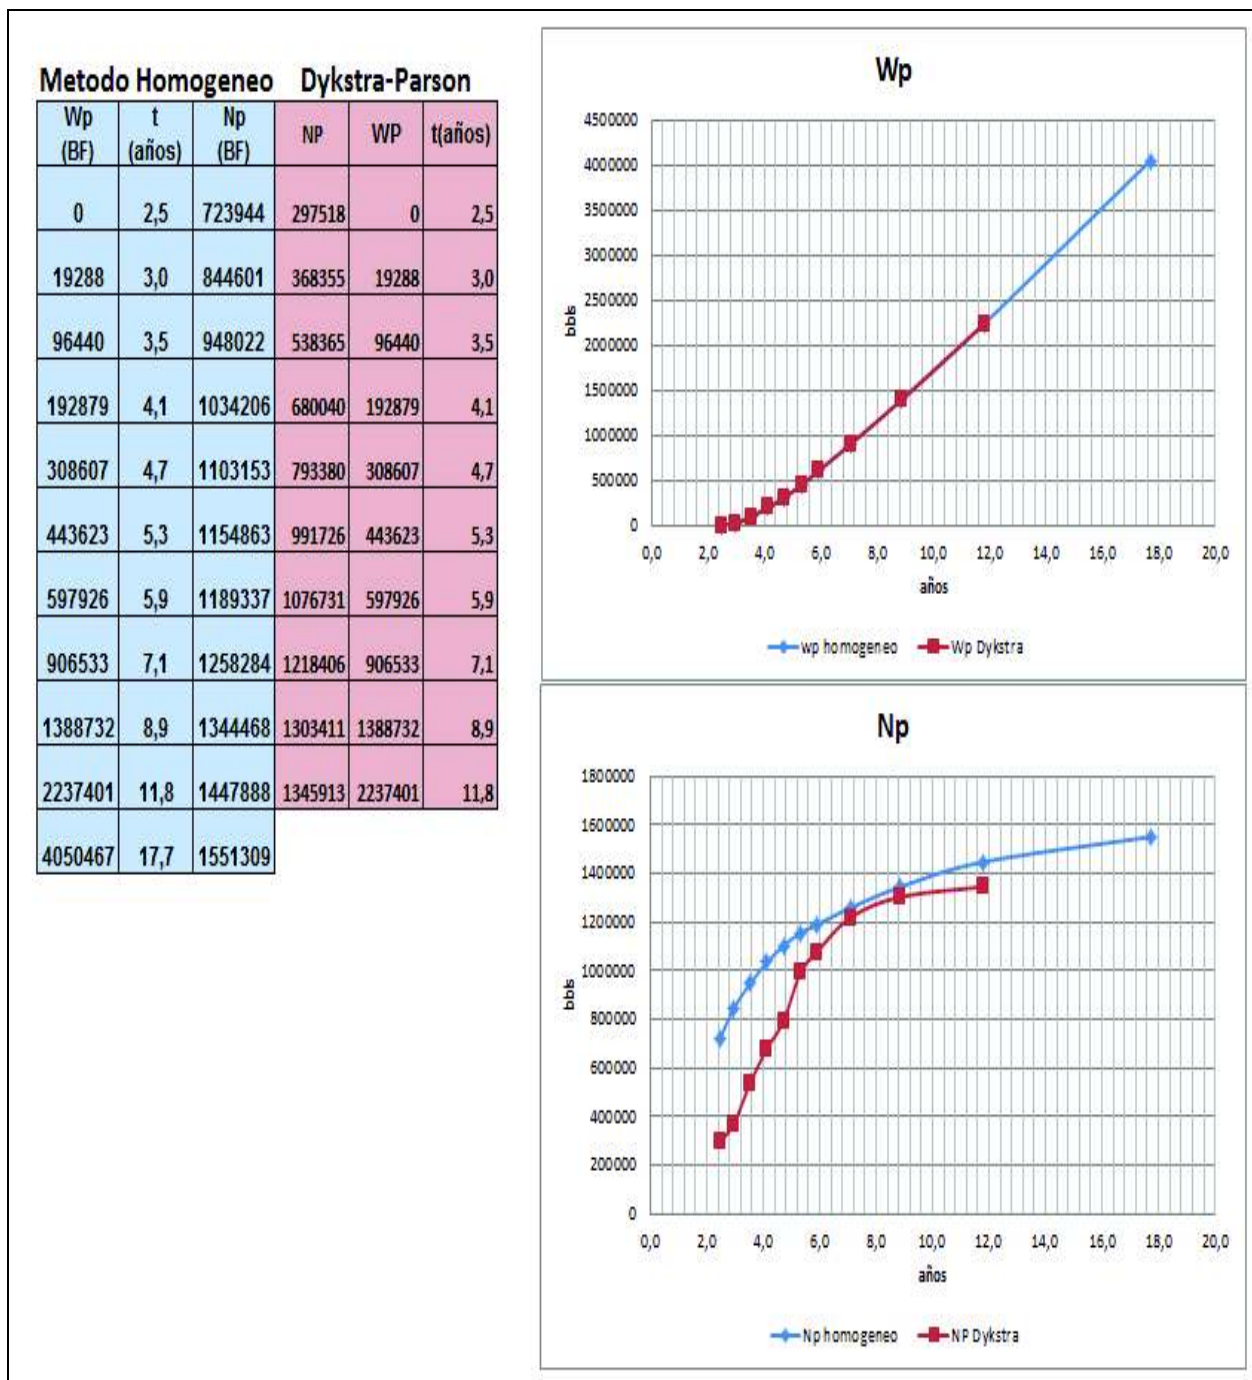 Metodo Homogeneo Dykstra-Parson
Wp (BF) t (años) Np (BF) NP WP t(años)
0 2,5 723944 297518 0 2,5
19288 3,0 844601 368355 19288 3,0
96440 3,5 948022 538365 96440 3,5
192879 4,1 1034206 680040 192879 4,1
308607 4,7 1103153 793380 308607 4,7
443623 5,3 1154863 991726 443623 5,3
597926 5,9 1189337 1076731 597926 5,9
906533 7,1 1258284 1218406 906533 7,1
1388732 8,9 1344468 1303411 1388732 8,9
2237401 11,8 1447888 1345913 2237401 11,8
4050467 17,7 1551309
Wp
4500000
4000000
3500000
3000000
2500000
2000000
1500000
1000000
500000
0
bbls
0,0 2,0 4,0 6,0 8,0 10,0 12,0 14,0 16,0 18,0 20,0
años
wp homogeneo Wp Dykstra
Np
1800000
1600000
1400000
1200000
1000000
800000
600000
400000
200000
0
bbls
0,0 2,0 4,0 6,0 8,0 10,0 12,0 14,0 16,0 18,0 20,0
años
Np homogeneo NP Dykstra